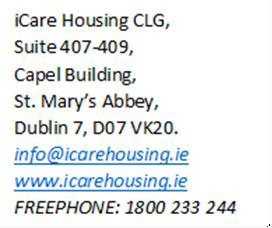 iCare Housing CLG,
Suite 407-409,
Capel Building,
St. Mary’s Abbey,
Dublin 7, D07 VK20.
info@icarehousing.ie
www.icarehousing.ie
FREEPHONE: 1800 233 244